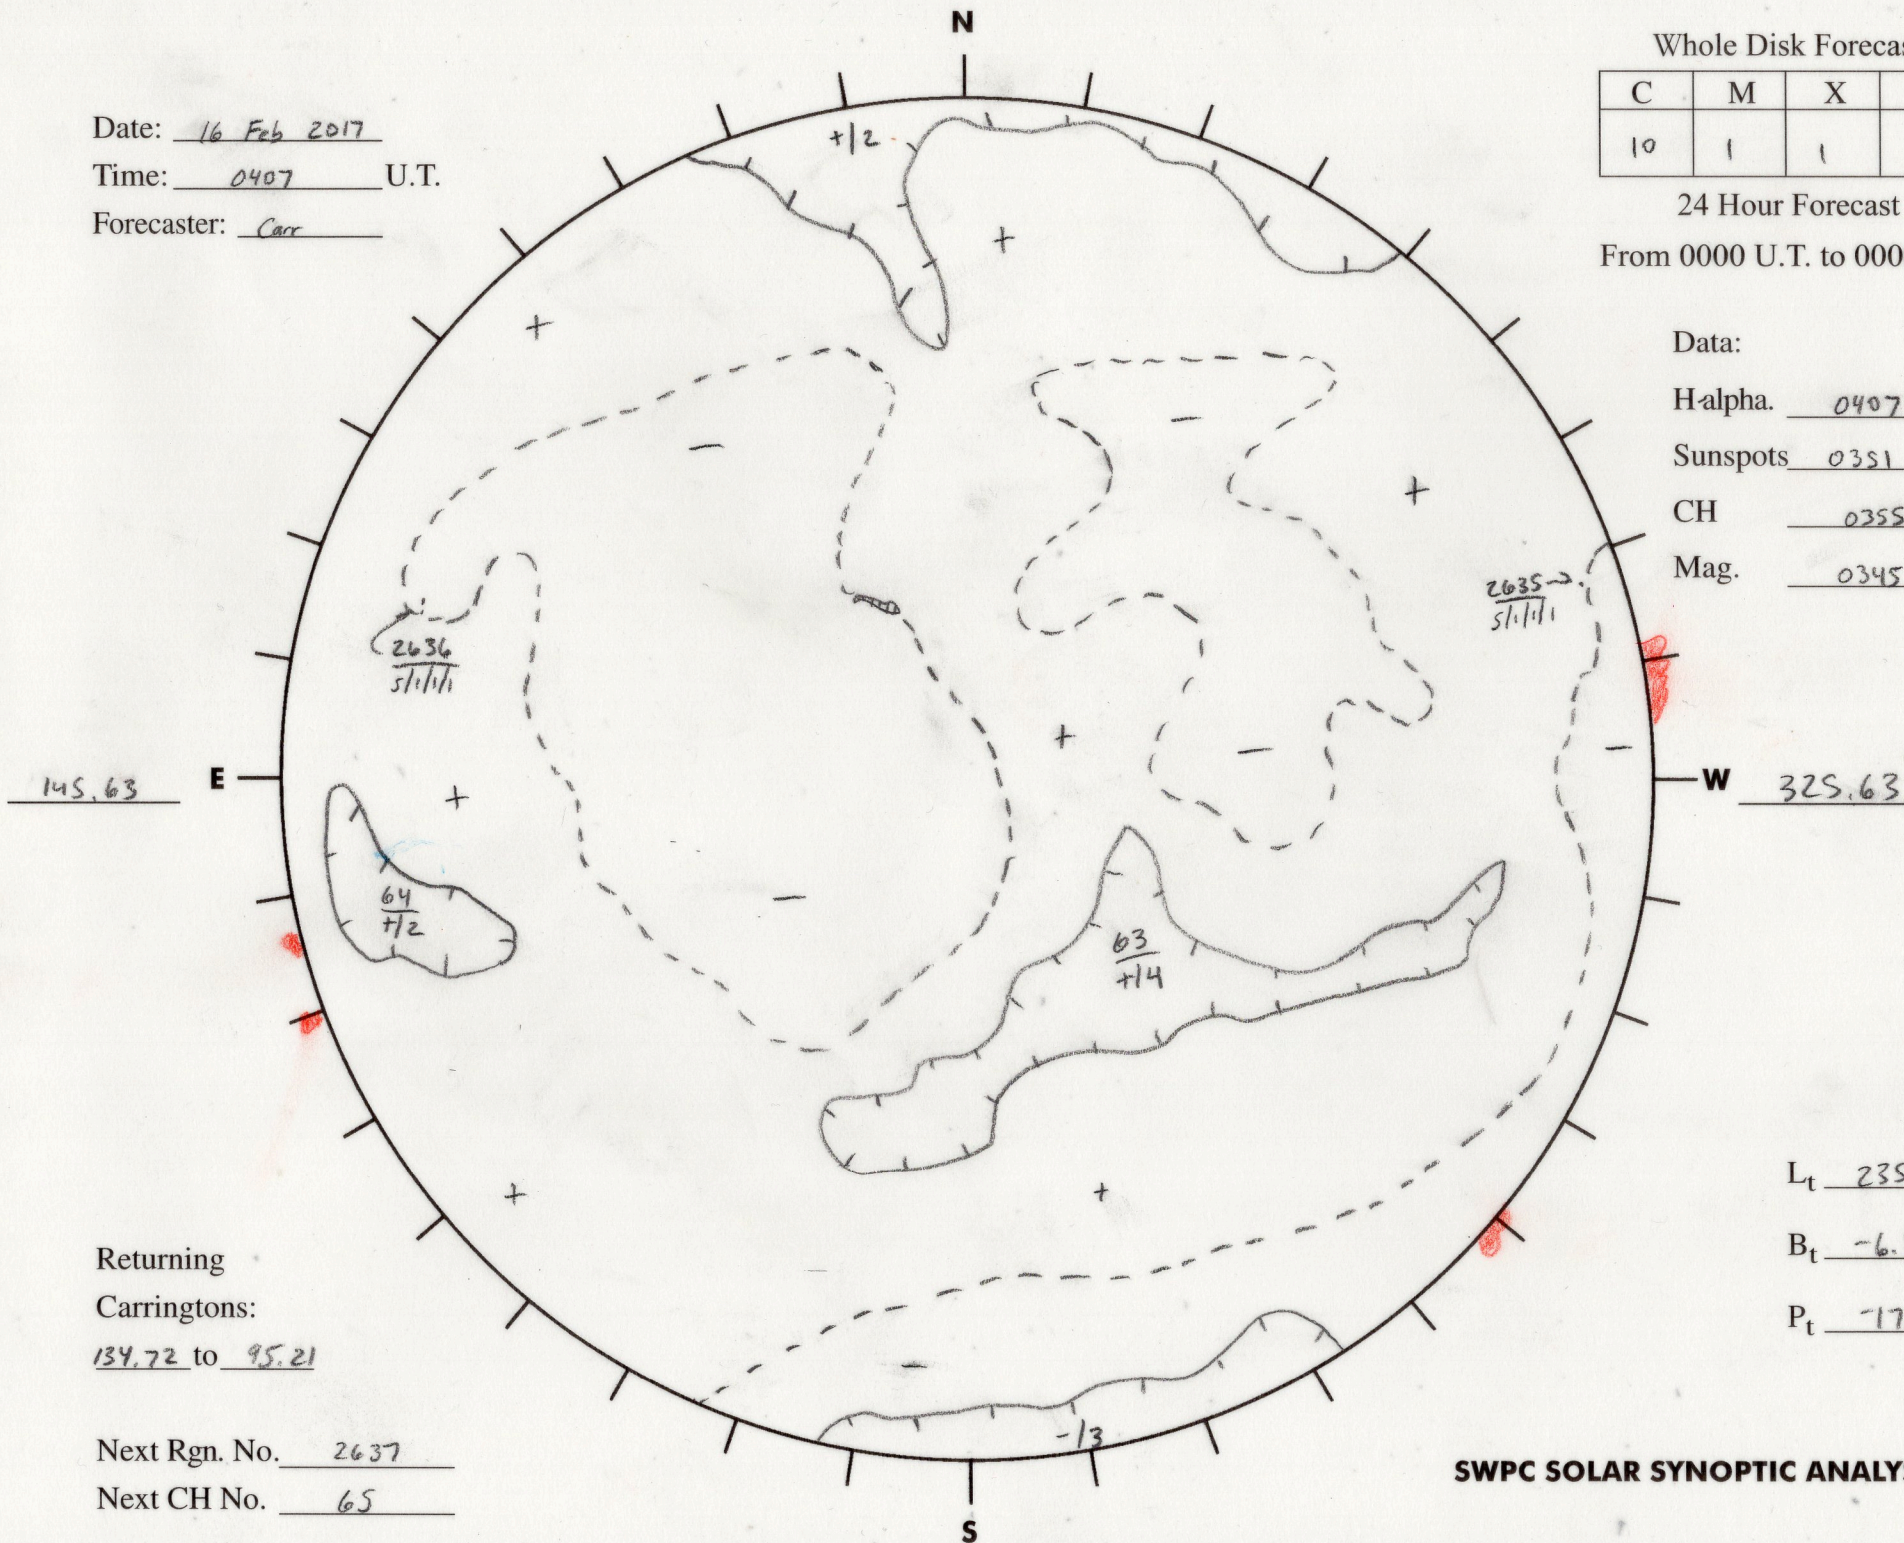 N
Date: 16 Feb 2017
Time: 0407 U.T.
Forecaster: Carr
Whole Disk Forecas
C M X
10 1 1
24 Hour Forecast
From 0000 U.T. to 000
+/2
+
+
Data:
H-alpha. 0407
Sunspots 0351
CH 0355
Mag. 0345
-
-
+
2635
5/1/1/1
2636
5/1/1/1
+
-
-
145.63 E
W 325.63
+
64
+/2
-
63
+/4
+
+
Lt 235
Bt -6.
Pt -17
Returning
Carringtons:
134.72 to 95.21
-
-/3
Next Rgn. No. 2637
Next CH No. 65
SWPC SOLAR SYNOPTIC ANALY
S